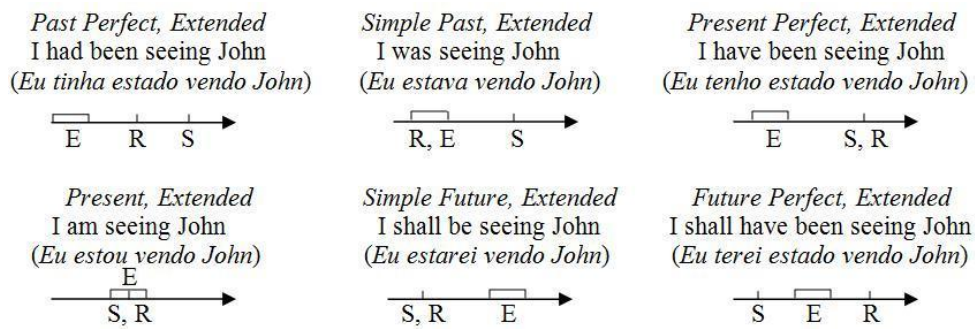 Past Perfect, Extended
I had been seeing John
(Eu tinha estado vendo John)
E R S
Simple Past, Extended
I was seeing John
(Eu estava vendo John)
R, E S
Present Perfect, Extended
I have been seeing John
(Eu tenho estado vendo John)
E S, R
Present, Extended
I am seeing John
(Eu estou vendo John)
E
S, R
Simple Future, Extended
I shall be seeing John
(Eu estarei vendo John)
S, R E
Future Perfect, Extended
I shall have been seeing John
(Eu terei estado vendo John)
S E R